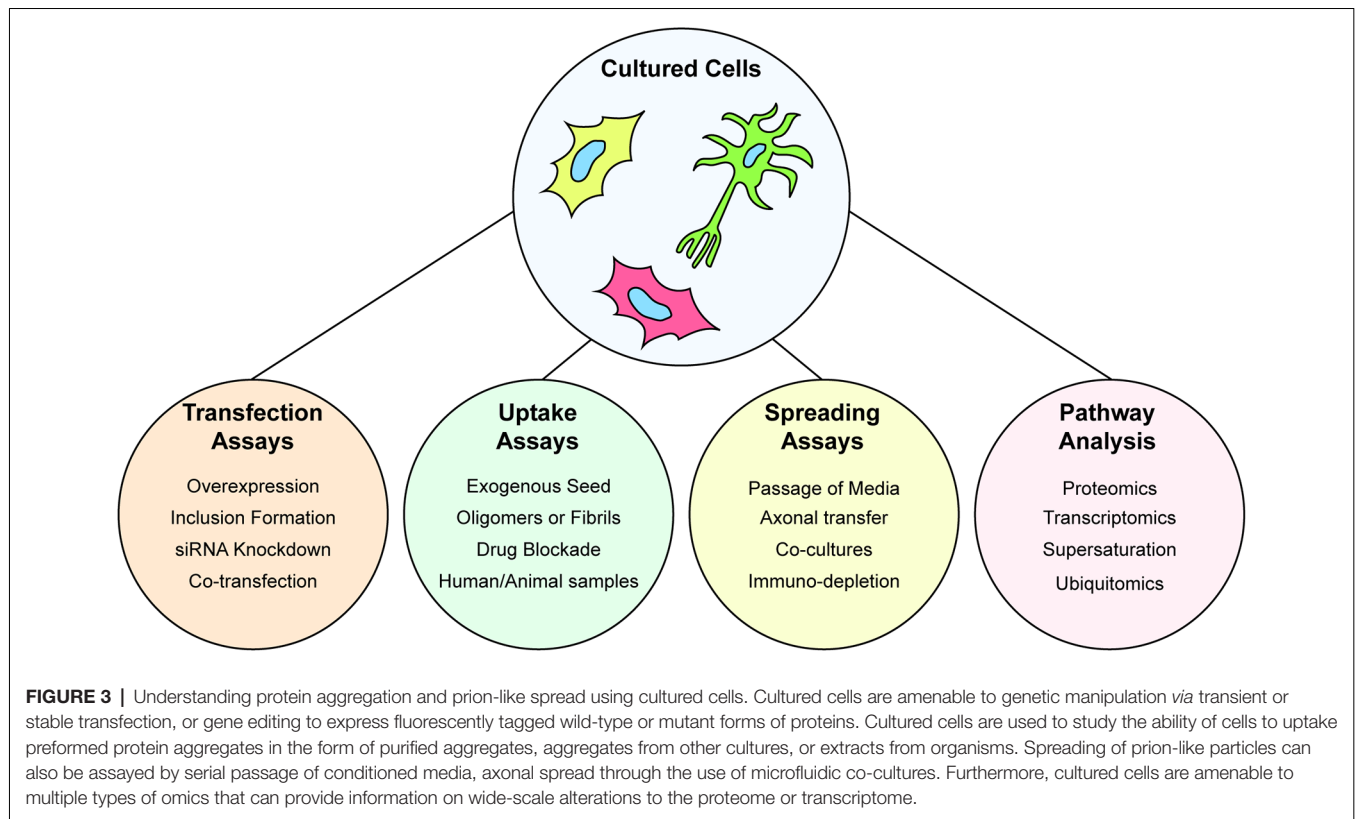 Cultured Cells
Transfection
Assays
Overexpression
Inclusion Formation
siRNA Knockdown
Co-transfection
Uptake
Assays
Exogenous Seed
Oligomers or Fibrils
Drug Blockade
Human/Animal samples
Spreading
Assays
Passage of Media
Axonal transfer
Co-cultures
Immuno-depletion
Pathway
Analysis
Proteomics
Transcriptomics
Supersaturation
Ubiquitomics
FIGURE 3 | Understanding protein aggregation and prion-like spread using cultured cells. Cultured cells are amenable to genetic manipulation via transient or
stable transfection, or gene editing to express fluorescently tagged wild-type or mutant forms of proteins. Cultured cells are used to study the ability of cells to uptake
preformed protein aggregates in the form of purified aggregates, aggregates from other cultures, or extracts from organisms. Spreading of prion-like particles can
also be assayed by serial passage of conditioned media, axonal spread through the use of microfluidic co-cultures. Furthermore, cultured cells are amenable to
multiple types of omics that can provide information on wide-scale alterations to the proteome or transcriptome.